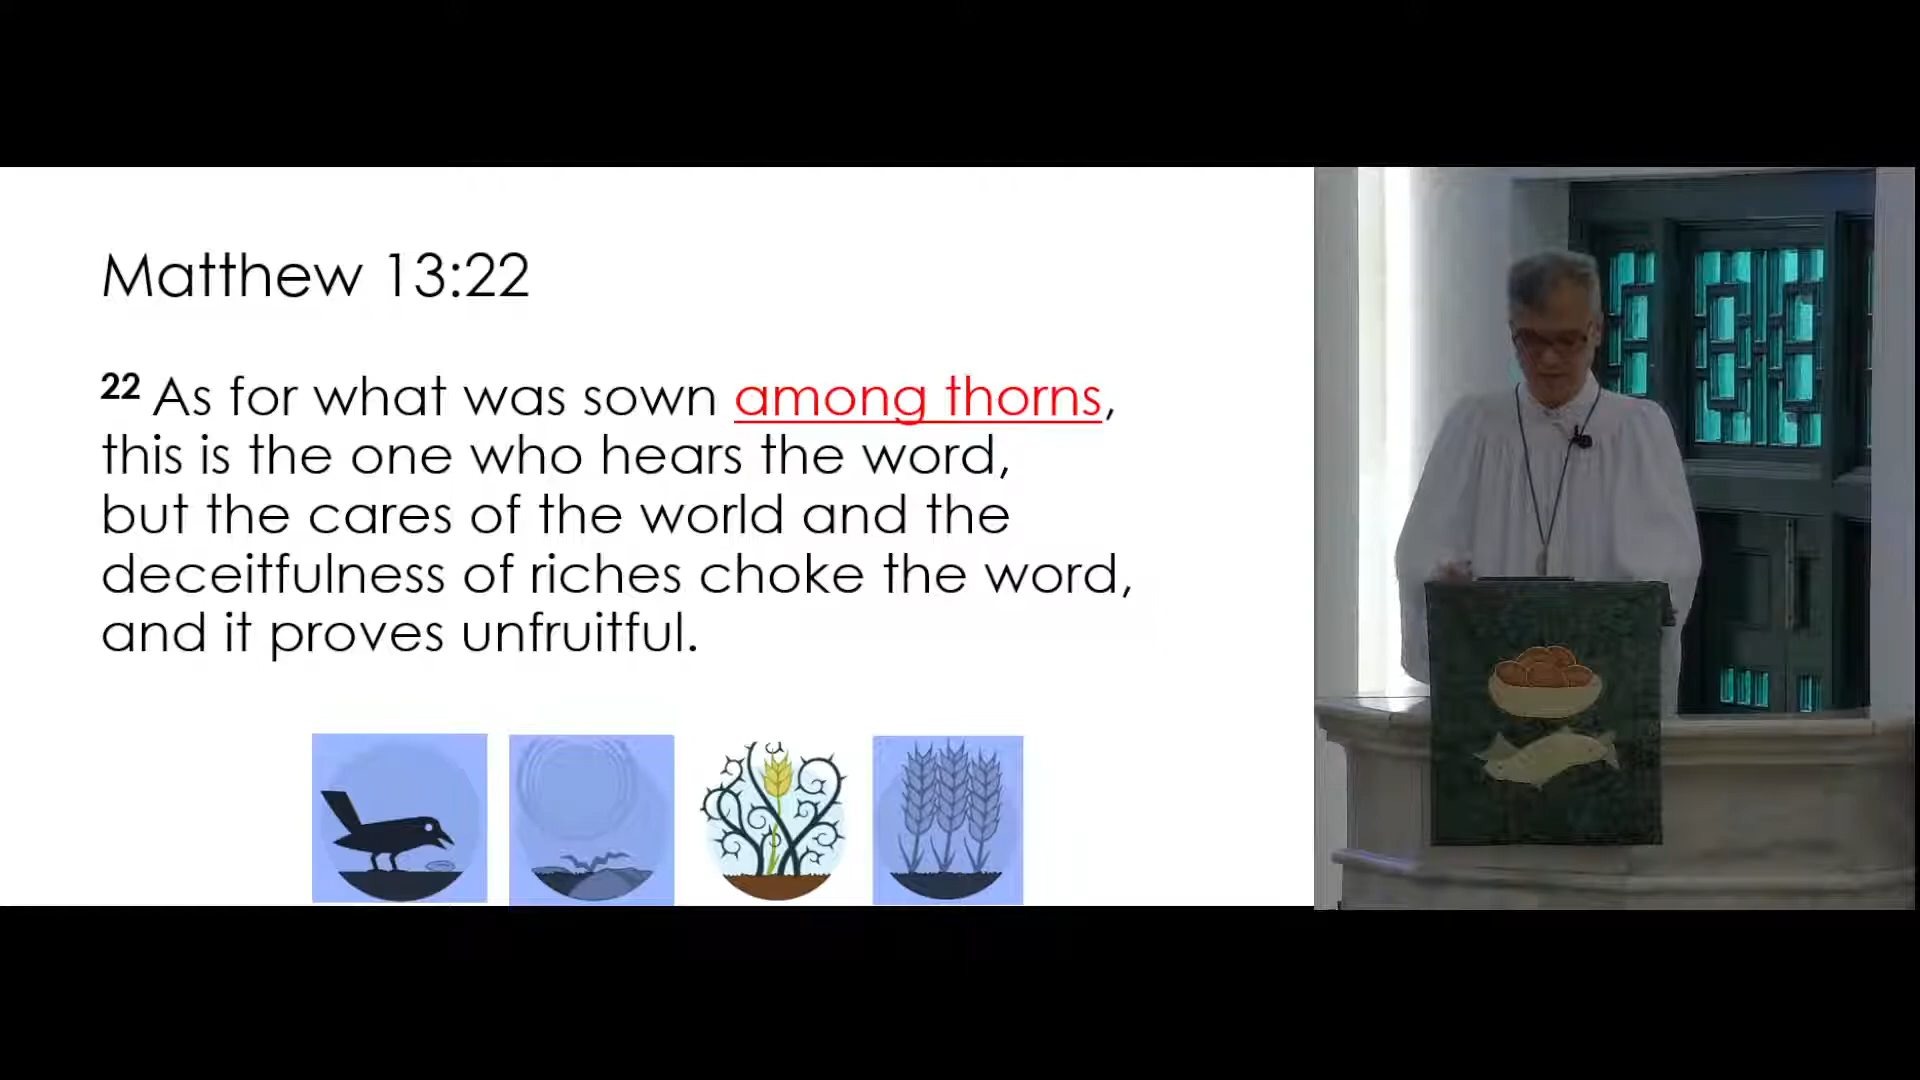 Matthew 13:22
22 As for what was sown among thorns,
this is the one who hears the word,
but the cares of the world and the
deceitfulness of riches choke the word,
and it proves unfruitful.